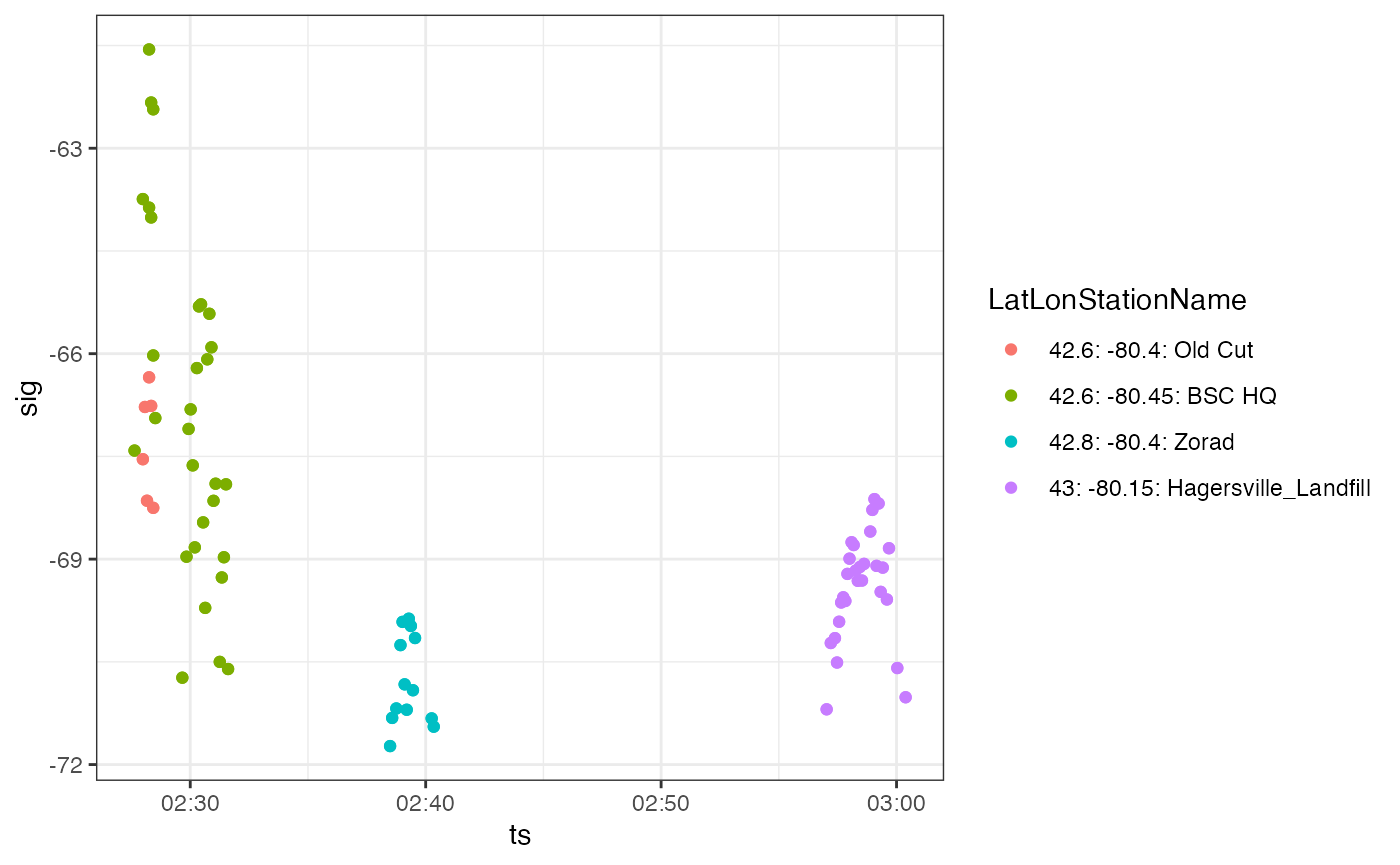 sig
-63
-66
-69
-72
02:30
02:40
02:50
03:00
ts
LatLonStationName
42.6: -80.4: Old Cut
42.6: -80.45: BSC HQ
42.8: -80.4: Zorad
43: -80.15: Hagersville_Landfill